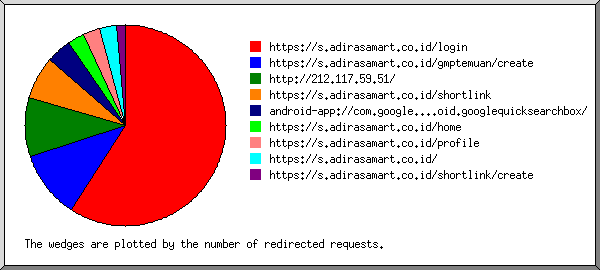 https://s.adirasamart.co.id/login
https://s.adirasamart.co.id/gmptemuan/create
http://212.117.59.51/
https://s.adirasamart.co.id/shortlink
android-app://com.google....oid.googlequicksearchbox/
https://s.adirasamart.co.id/home
https://s.adirasamart.co.id/profile
https://s.adirasamart.co.id/
https://s.adirasamart.co.id/shortlink/create
The wedges are plotted by the number of redirected requests.